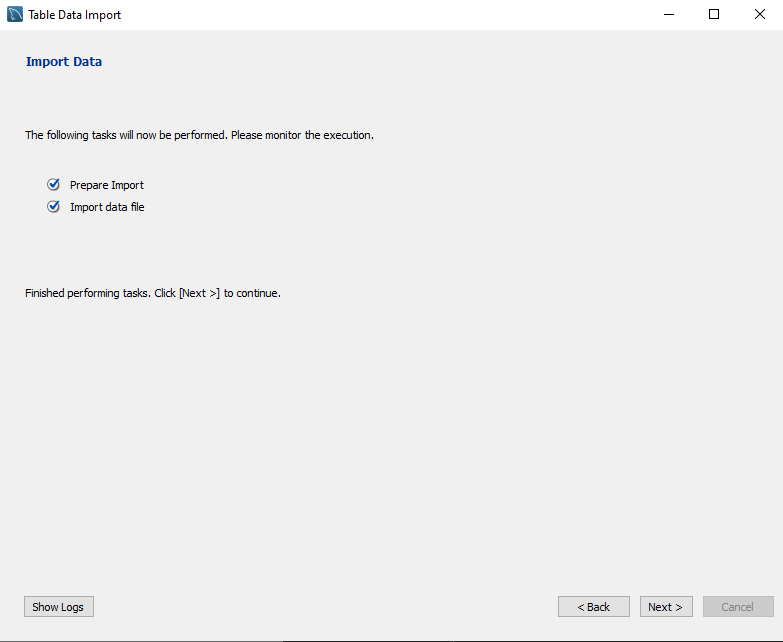 Table Data Import
Import Data
The following tasks will now be performed. Please monitor the execution.
Prepare Import
Import data file
Finished performing tasks. Click [Next >] to continue.
Show Logs
< Back
Next >
Cancel